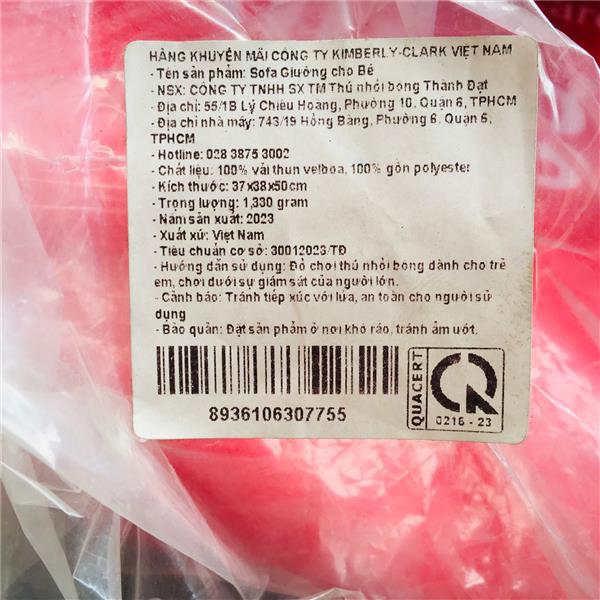 HÀNG KHUYẾN MÃI CÔNG TY KIMBERLY-CLARK VIỆT NAM
- Tên sản phẩm: Sofa Giường cho Bé
- NSX: CÔNG TY TNHH SX TM Thú nhồi bông Thành Đạt
- Địa chỉ: 55/1B Lý Chiêu Hoàng, Phường 10, Quận 6, TPHCM
- Địa chỉ nhà máy: 743/19 Hồng Bàng, Phường 6, Quận 6,
TPHCM
- Hotline: 028 3875 3002
- Chất liệu: 100% vải thun velboa, 100% gòn polyester
- Kích thước: 37x38x50cm
- Trọng lượng: 1,330 gram
- Năm sản xuất: 2023
- Xuất xứ: Việt Nam
- Tiêu chuẩn cơ sở: 30012023/TĐ
- Hướng dẫn sử dụng: Đồ chơi thú nhồi bông dành cho trẻ
em, chơi dưới sự giám sát của người lớn.
- Cảnh báo: Tránh tiếp xúc với lửa, an toàn cho người sử
dụng
- Bảo quản: Đặt sản phẩm ở nơi khô ráo, tránh ẩm ướt.
8936106307755
QUACERT
0216 - 23